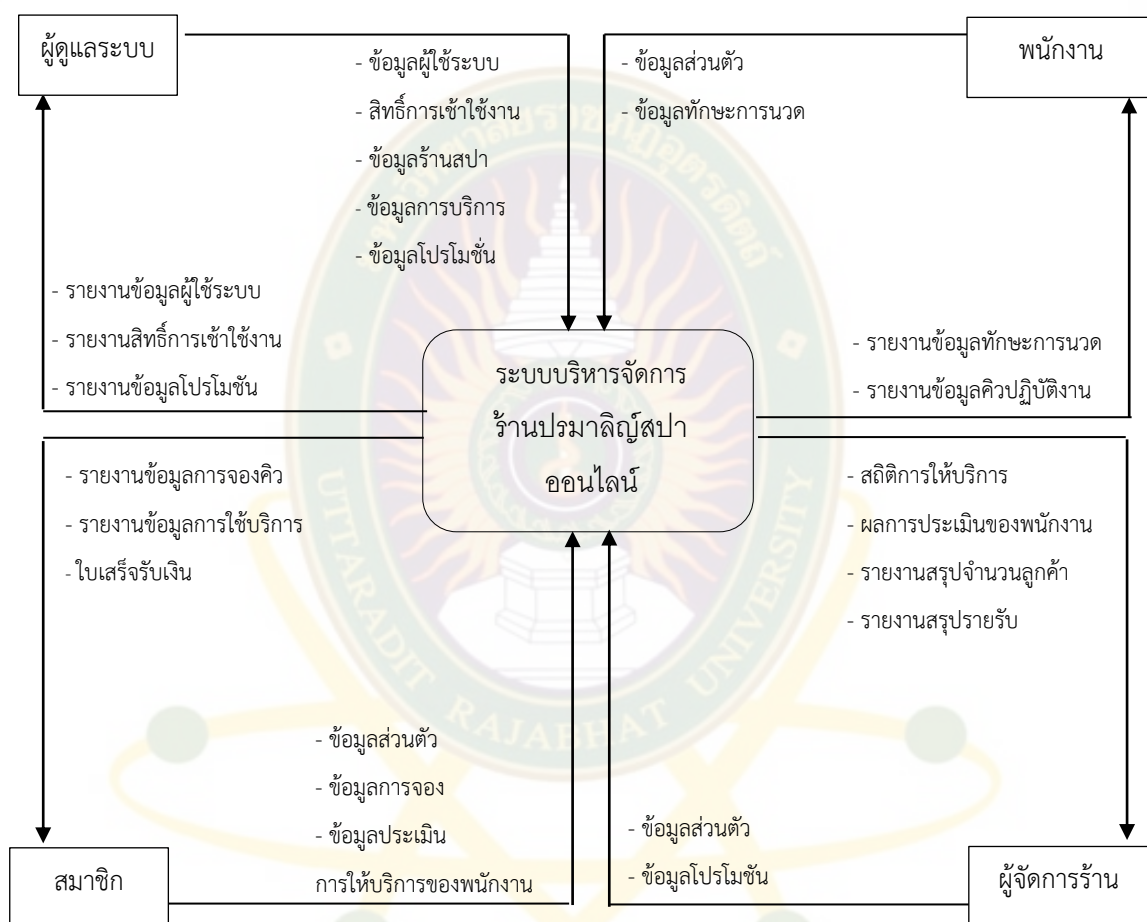 ผู้ดูแลระบบ
- ข้อมูลผู้ใช้ระบบ
- สิทธิ์การเช้าใช้งาน
- ข้อมูลร้านสปา
- ข้อมูลการบริการ
- ข้อมูลโปรโมชั่น
- ข้อมูลส่วนตัว
- ข้อมูลทักษะการนวด
พนักงาน
- รายงานข้อมูลผู้ใช้ระบบ
- รายงานสิทธิ์การเช้าใช้งาน
- รายงานข้อมูลโปรโมชัน
ระบบบริหารจัดการ
ร้านปรมาลิญ์สปา
ออนไลน์
- รายงานข้อมูลทักษะการนวด
- รายงานข้อมูลคิวปฏิบัติงาน
- รายงานข้อมูลการจองคิว
- รายงานข้อมูลการใช้บริการ
- ใบเสร็จรับเงิน
- สถิติการให้บริการ
- ผลการประเมินของพนักงาน
- รายงานสรุปจำนวนลูกค้า
- รายงานสรุปรายรับ
- ข้อมูลส่วนตัว
- ข้อมูลการจอง
- ข้อมูลประเมิน
การให้บริการของพนักงาน
- ข้อมูลส่วนตัว
- ข้อมูลโปรโมชัน
สมาชิก
ผู้จัดการร้าน
UTTARADIT RAJABHAT UNIVERSITY